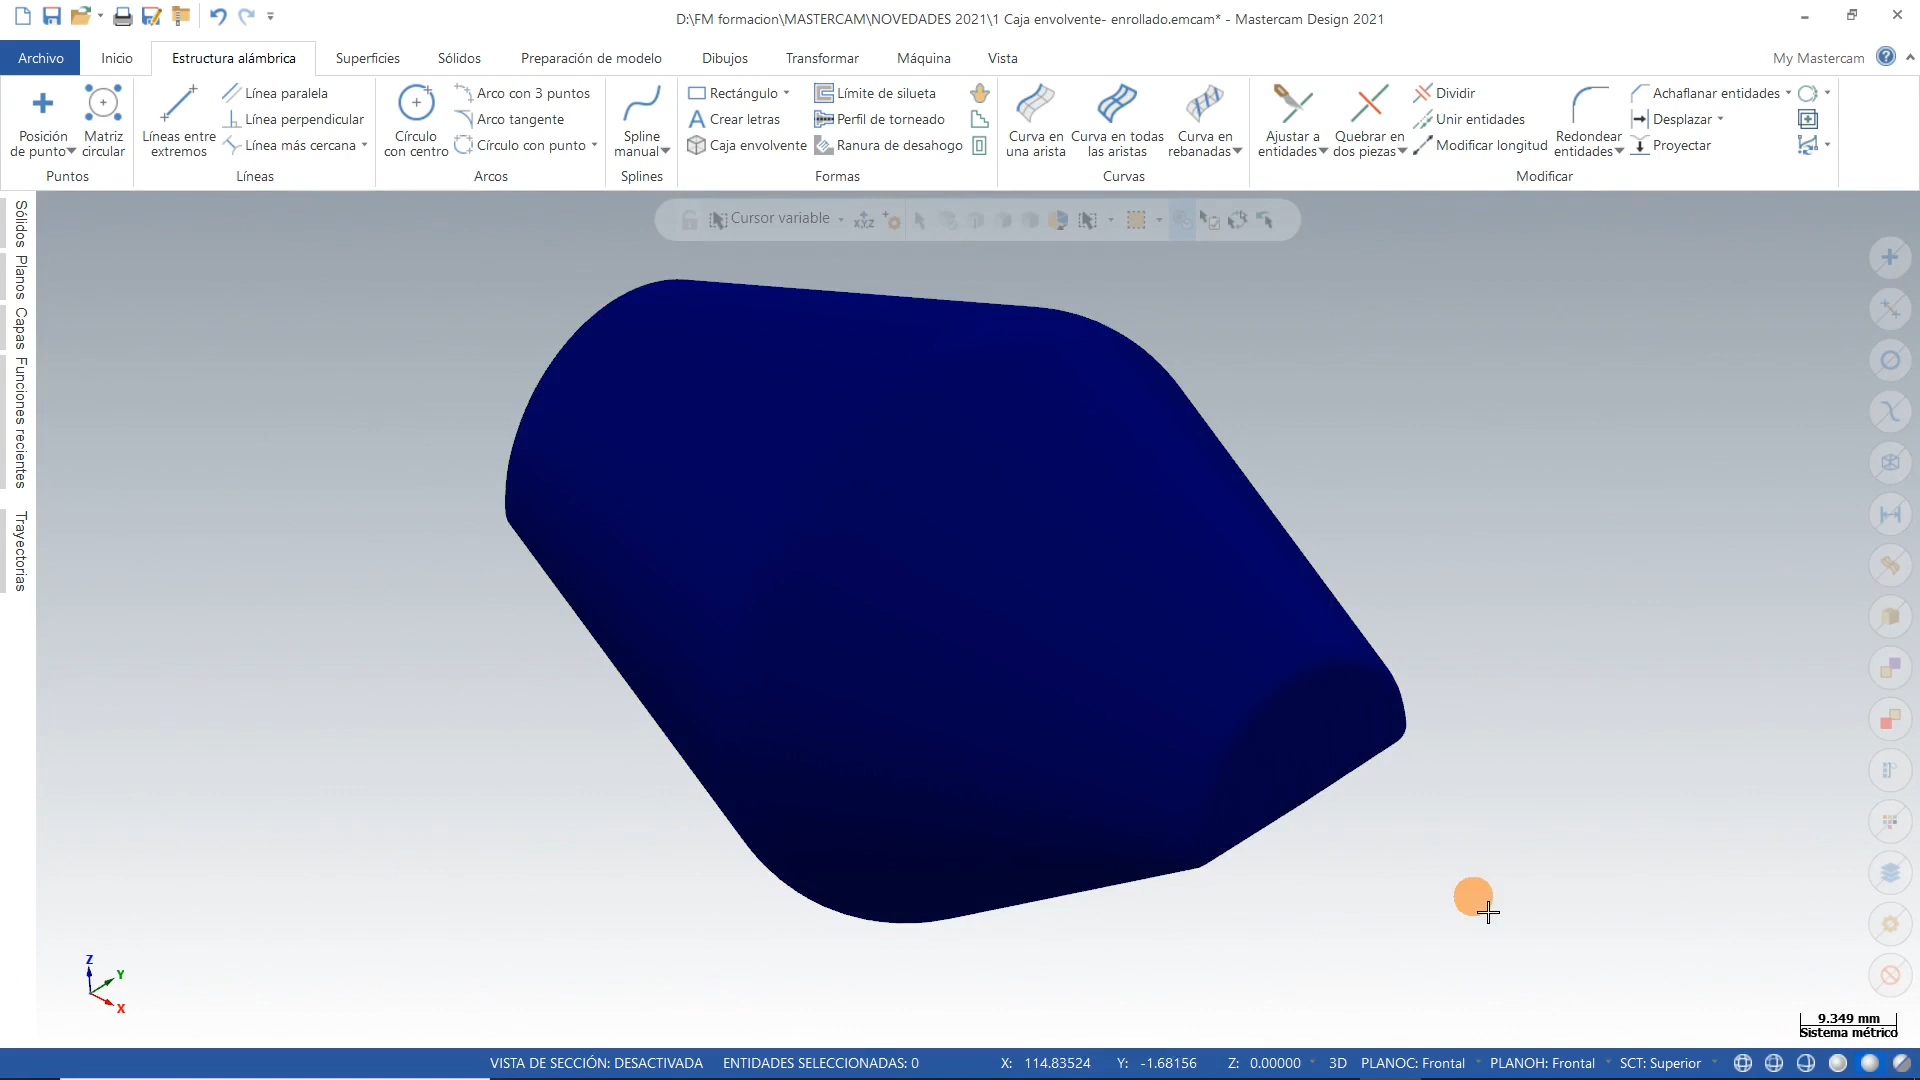 D:\FM formacion\MASTERCAM\NOVEDADES 2021\1 Caja envolvente- enrollado.emcam* - Mastercam Design 2021
Archivo
Inicio
Estructura alámbrica
Superficies
Sólidos
Preparación de modelo
Dibujos
Transformar
Máquina
Vista
My Mastercam
Posición de punto
Matriz circular
Puntos
Líneas entre extremos
Línea paralela
Línea perpendicular
Línea más cercana
Líneas
Círculo con centro
Arco con 3 puntos
Arco tangente
Círculo con punto
Arcos
Spline manual
Splines
Rectángulo
Crear letras
Caja envolvente
Límite de silueta
Perfil de torneado
Ranura de desahogo
Formas
Curva en una arista
Curva en todas las aristas
Curva en rebanadas
Curvas
Ajustar a entidades
Quebrar en dos piezas
Dividir
Unir entidades
Modificar longitud
Redondear entidades
Achaflanar entidades
Desplazar
Proyectar
Modificar
Cursor variable
Sólidos
Planos
Capas
Funciones recientes
Trayectorias
Z
Y
X
9.349 mm
Sistema métrico
VISTA DE SECCIÓN: DESACTIVADA
ENTIDADES SELECCIONADAS: 0
X: 114.83524
Y: -1.68156
Z: 0.00000
3D
PLANOC: Frontal
PLANOH: Frontal
SCT: Superior